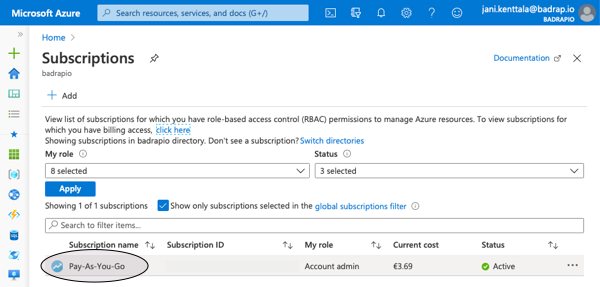 Microsoft Azure
Search resources, services, and docs (G+/)
jani.kenttala@badrap.io
BADRAPIO
Home
Subscriptions
badrapio
Documentation
Add
View list of subscriptions for which you have role-based access control (RBAC) permissions to manage Azure resources. To view subscriptions for
which you have billing access, click here
Showing subscriptions in badrapio directory. Don't see a subscription? Switch directories
My role
Status
8 selected
3 selected
Apply
Showing 1 of 1 subscriptions
Show only subscriptions selected in the global subscriptions filter
Search to filter items...
Subscription name
Subscription ID
My role
Current cost
Status
Pay-As-You-Go
Account admin
€3.69
Active